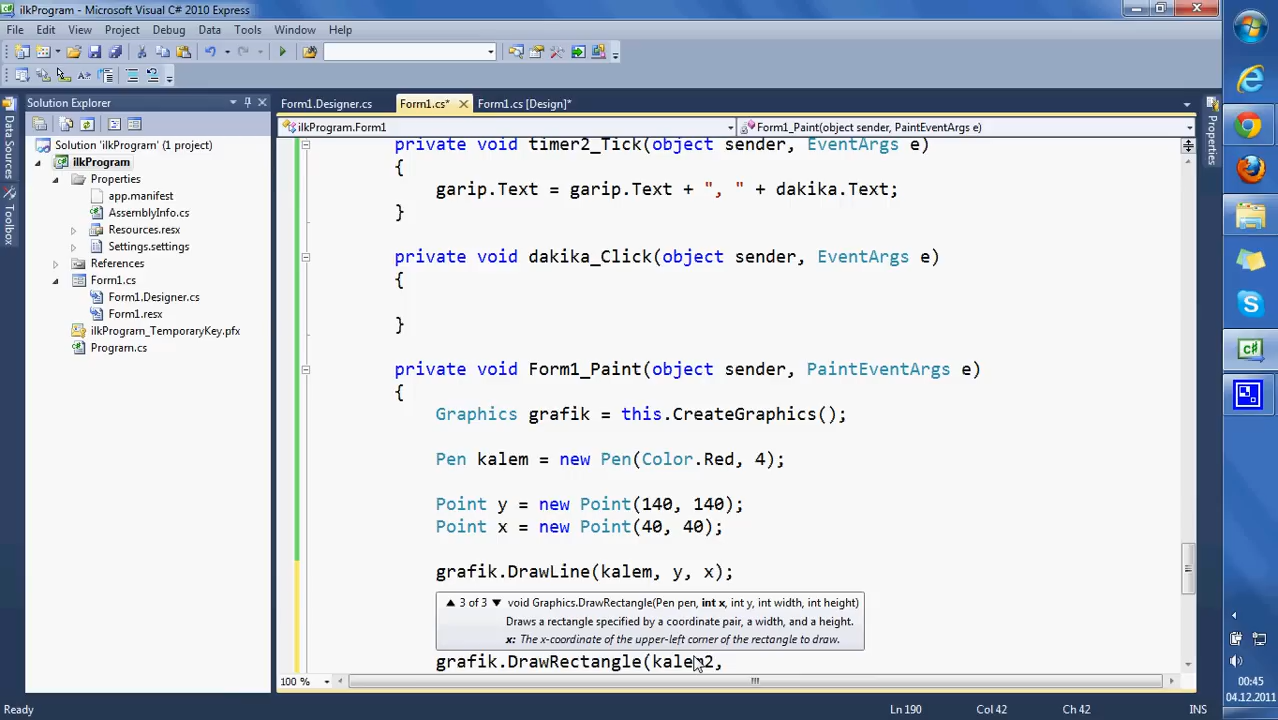 ilkProgram - Microsoft Visual C# 2010 Express
File Edit View Project Debug Data Tools Window Help
Solution Explorer
Form1.Designer.cs Form1.cs* Form1.cs [Design]*
ilkProgram.Form1 Form1_Paint(object sender, PaintEventArgs e)
Data Sources
Toolbox
Properties
Solution 'ilkProgram' (1 project)
ilkProgram
Properties
app.manifest
AssemblyInfo.cs
Resources.resx
Settings.settings
References
Form1.cs
Form1.Designer.cs
Form1.resx
ilkProgram_TemporaryKey.pfx
Program.cs
private void timer2_Tick(object sender, EventArgs e)
{
garip.Text = garip.Text + ", " + dakika.Text;
}
private void dakika_Click(object sender, EventArgs e)
{
}
private void Form1_Paint(object sender, PaintEventArgs e)
{
Graphics grafik = this.CreateGraphics();
Pen kalem = new Pen(Color.Red, 4);
Point y = new Point(140, 140);
Point x = new Point(40, 40);
grafik.DrawLine(kalem, y, x);
3 of 3 void Graphics.DrawRectangle(Pen pen, int x, int y, int width, int height)
Draws a rectangle specified by a coordinate pair, a width, and a height.
x: The x-coordinate of the upper-left corner of the rectangle to draw.
grafik.DrawRectangle(kalem2,
100 %
Ready Ln 190 Col 42 Ch 42 INS
00:45
04.12.2011